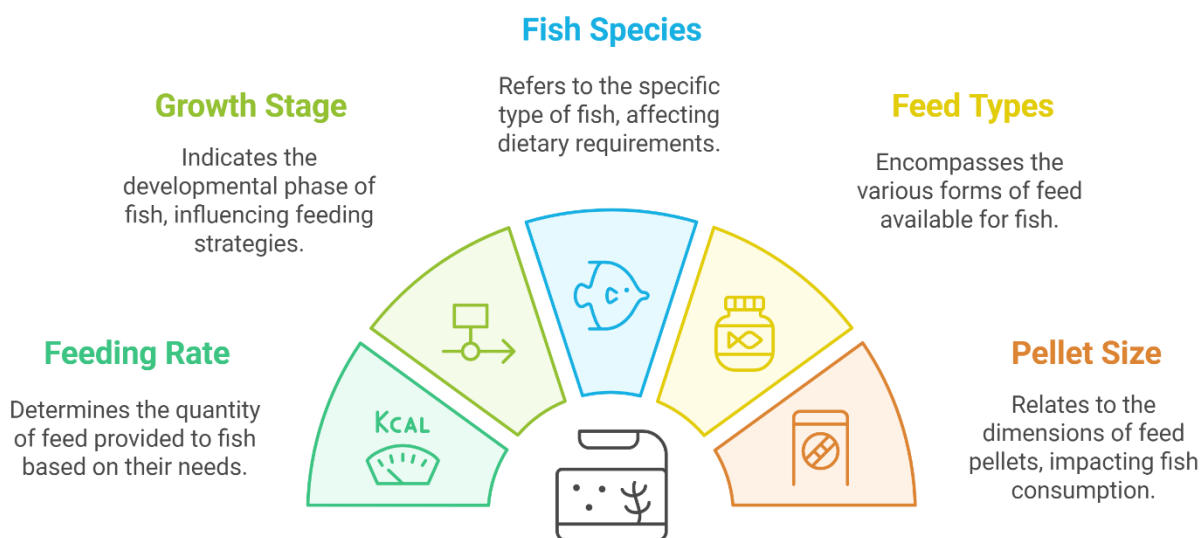 Fish Species
Refers to the specific
type of fish, affecting
dietary requirements.
Growth Stage
Indicates the
developmental phase of
fish, influencing feeding
strategies.
Feed Types
Encompasses the
various forms of feed
available for fish.
Feeding Rate
Determines the quantity
of feed provided to fish
based on their needs.
KCAL
Pellet Size
Relates to the
dimensions of feed
pellets, impacting fish
consumption.